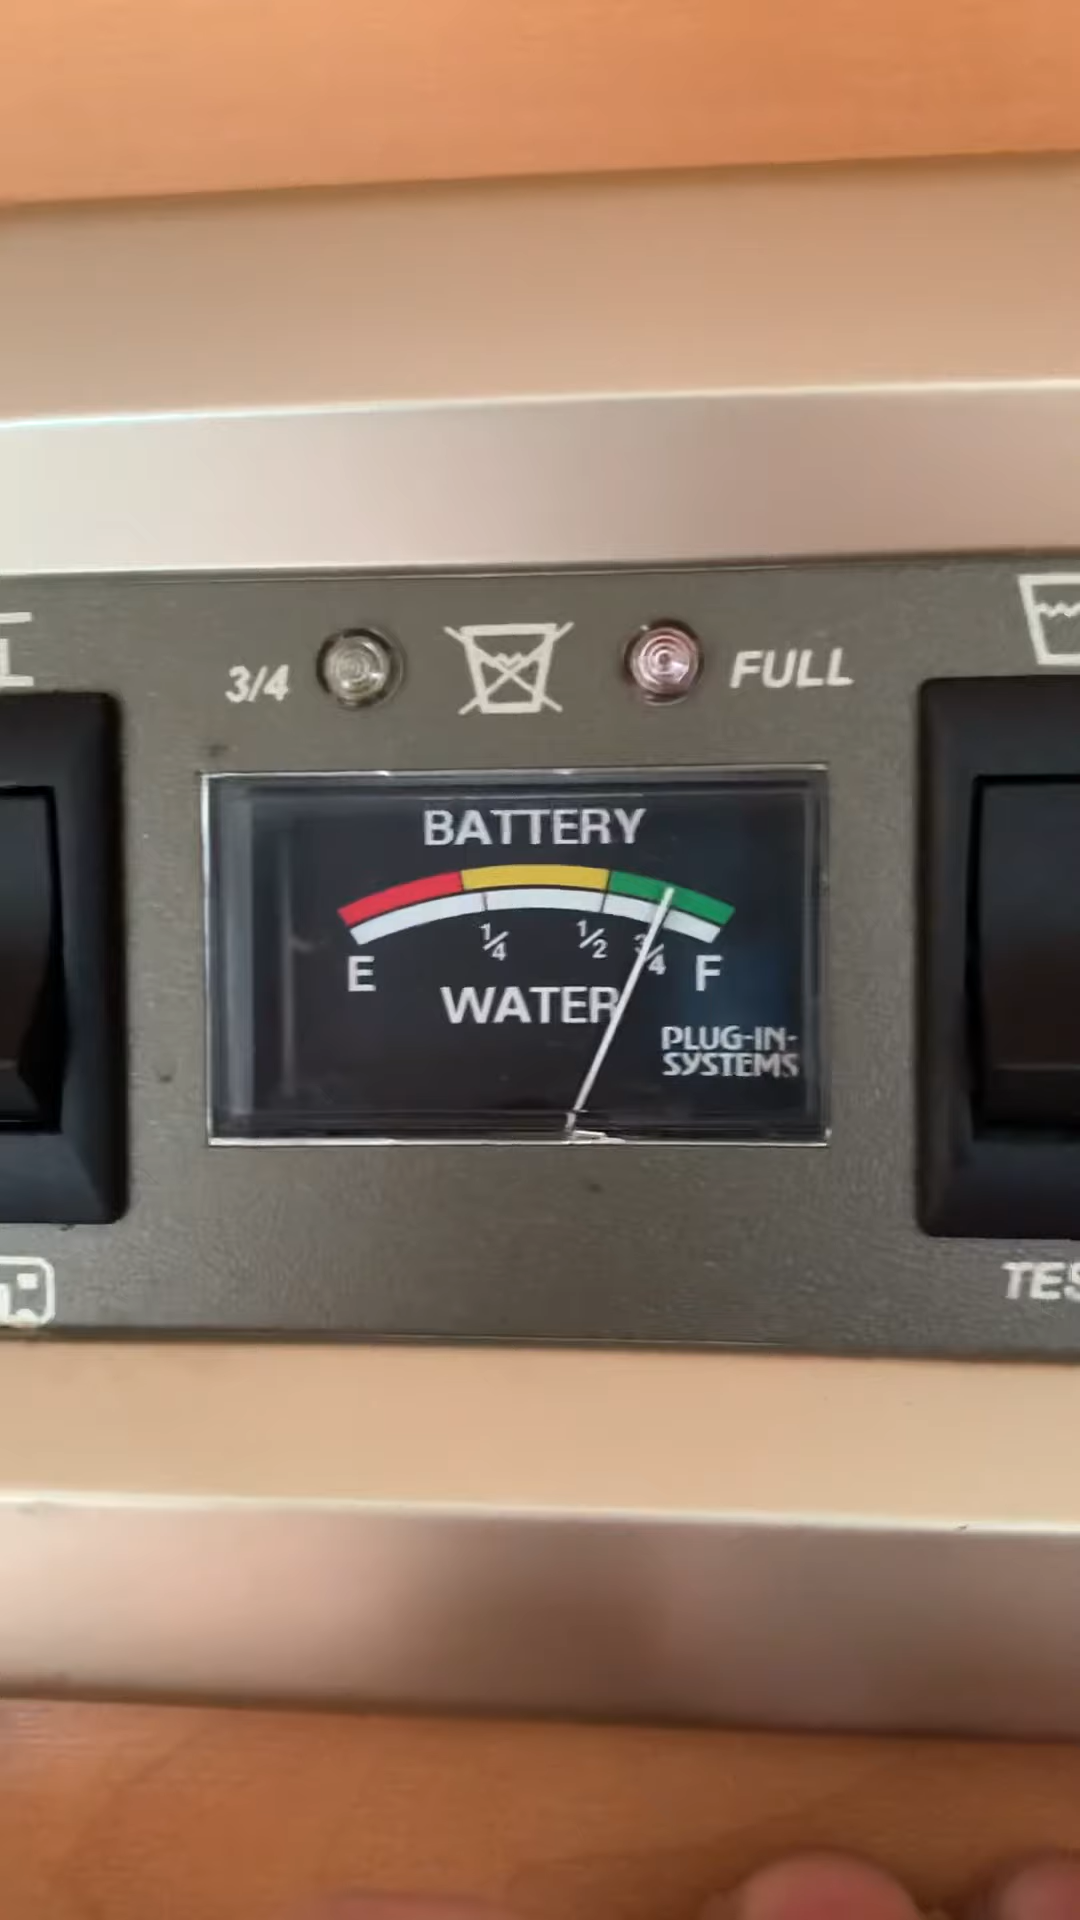 3/4
FULL
BATTERY
1/4
1/2
3/4
E
F
WATER
PLUG-IN-
SYSTEMS